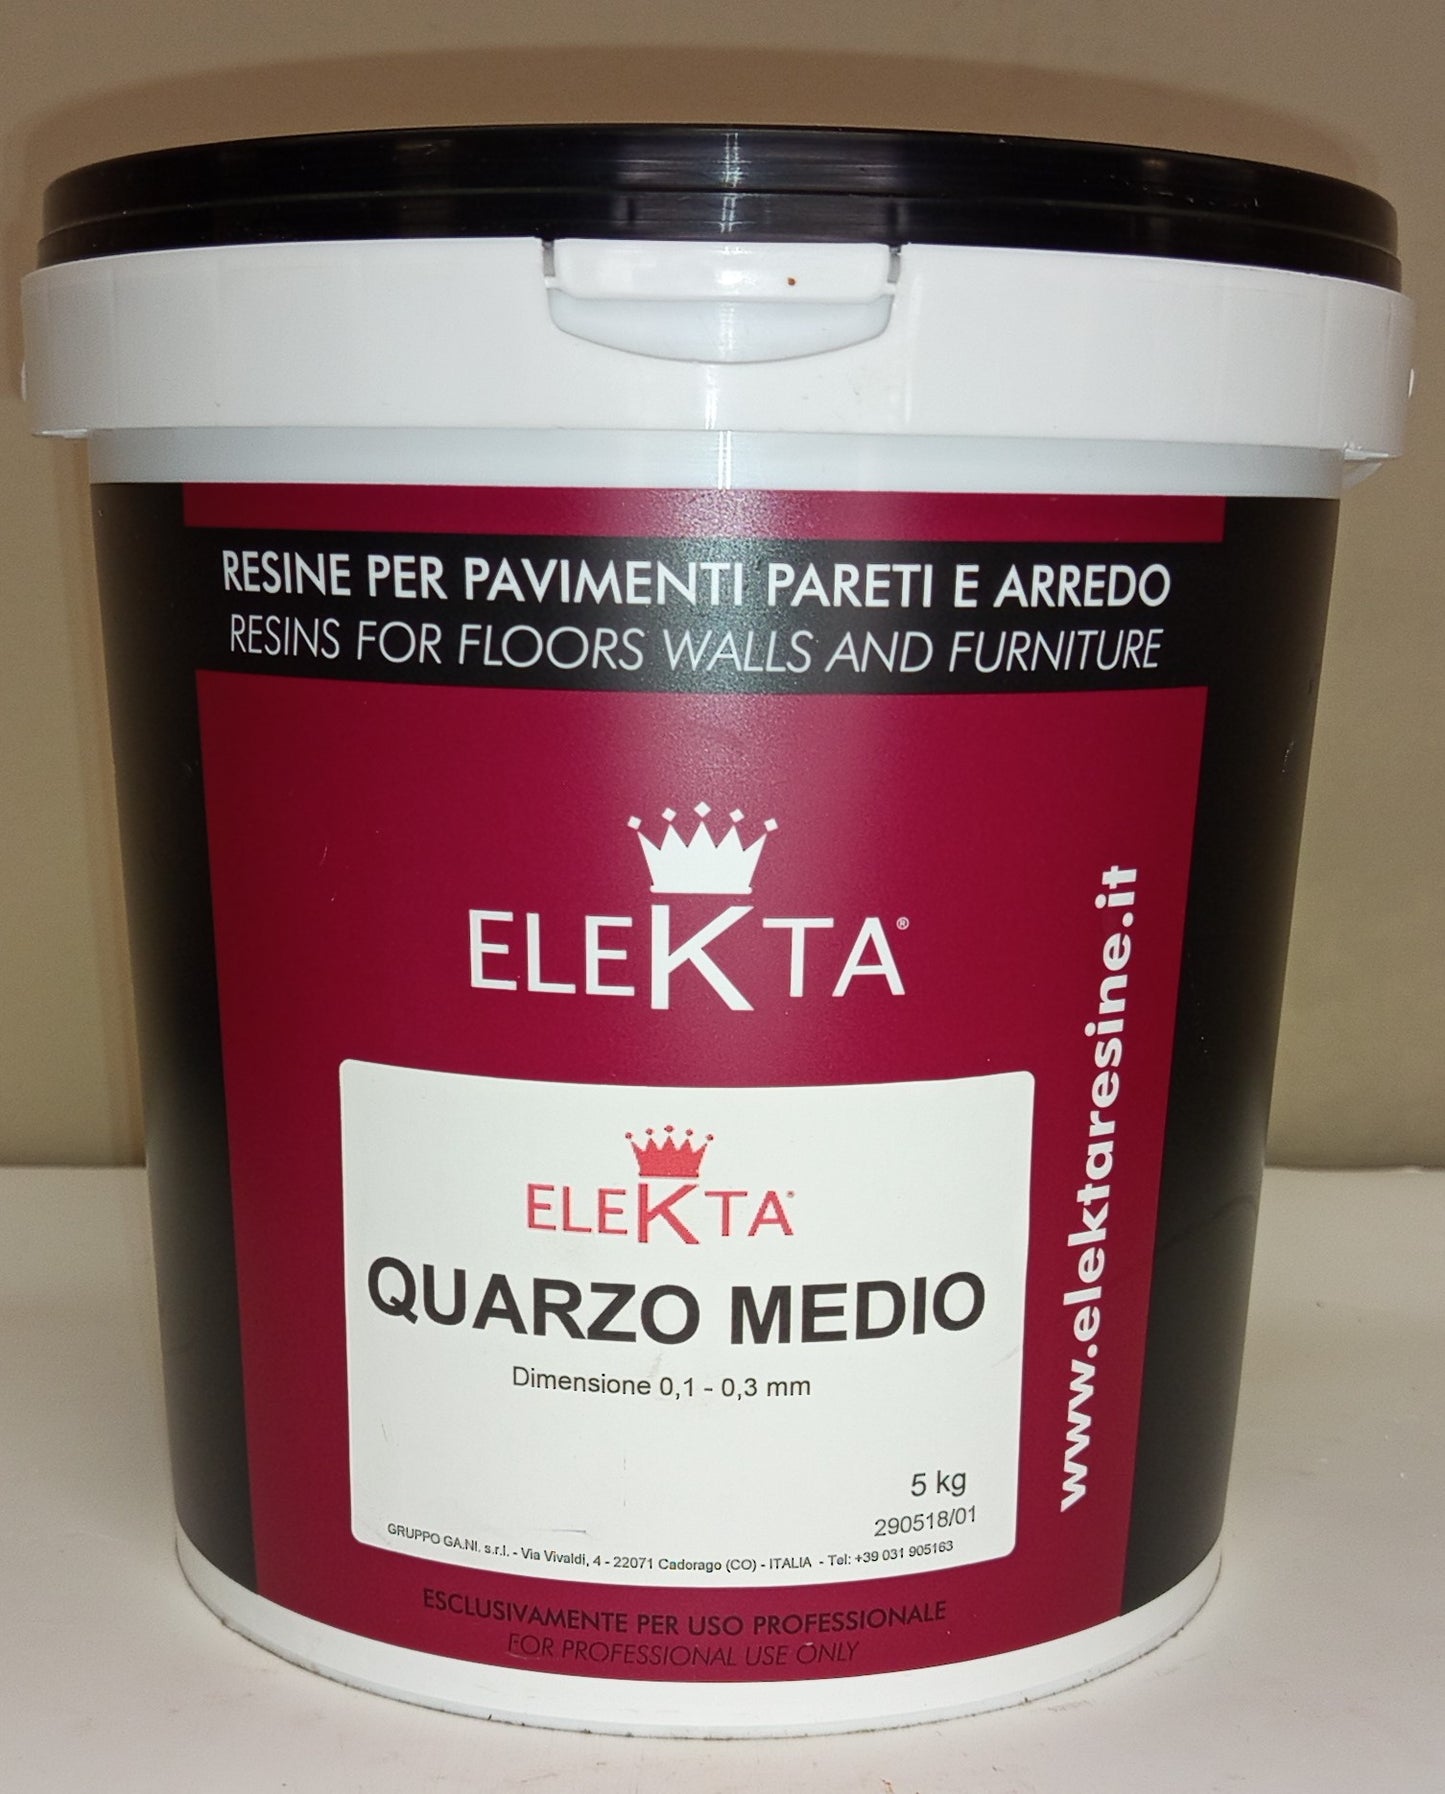 RESINE PER PAVIMENTI PARETI E ARREDO
RESINS FOR FLOORS WALLS AND FURNITURE
ELEKTA®
www.elektaresine.it
ELEKTA®
QUARZO MEDIO
Dimensione 0,1 - 0,3 mm
5 kg
290518/01
GRUPPO GA.NI. s.r.l. - Via Vivaldi, 4 - 22071 Cadorago (CO) - ITALIA - Tel: +39 031 905163
ESCLUSIVAMENTE PER USO PROFESSIONALE
FOR PROFESSIONAL USE ONLY